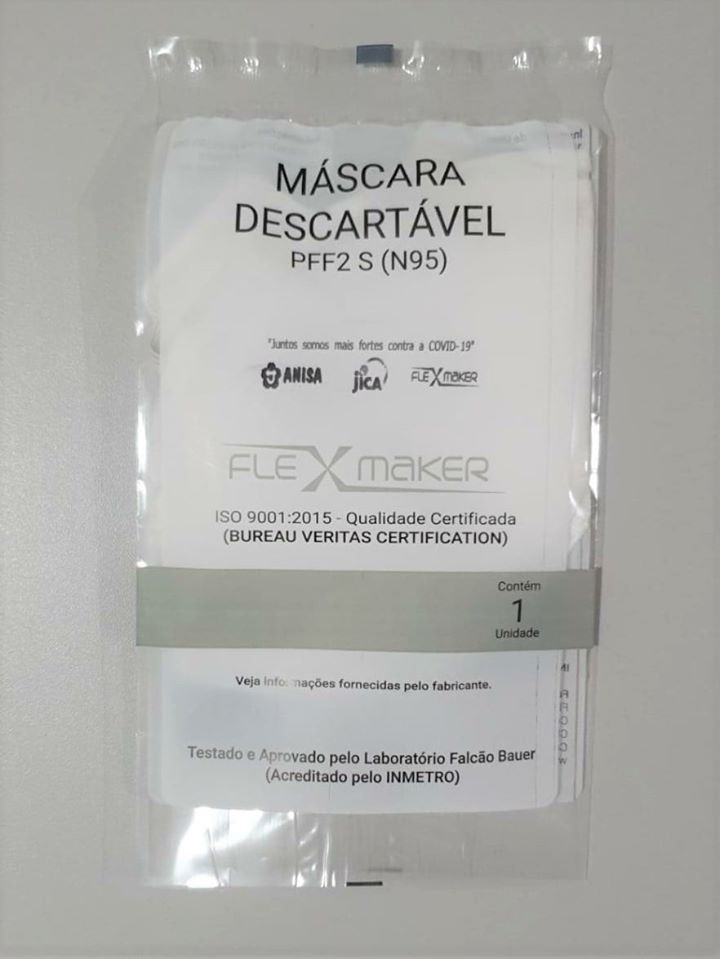 MÁSCARA
DESCARTÁVEL
PFF2 S (N95)
"Juntos somos mais fortes contra a COVID-19"
ANISA JICA FLEXMAKER
FLEXMAKER
ISO 9001:2015 - Qualidade Certificada
(BUREAU VERITAS CERTIFICATION)
Contém
1
Unidade
Veja Informações fornecidas pelo fabricante.
Testado e Aprovado pelo Laboratório Falcão Bauer
(Acreditado pelo INMETRO)